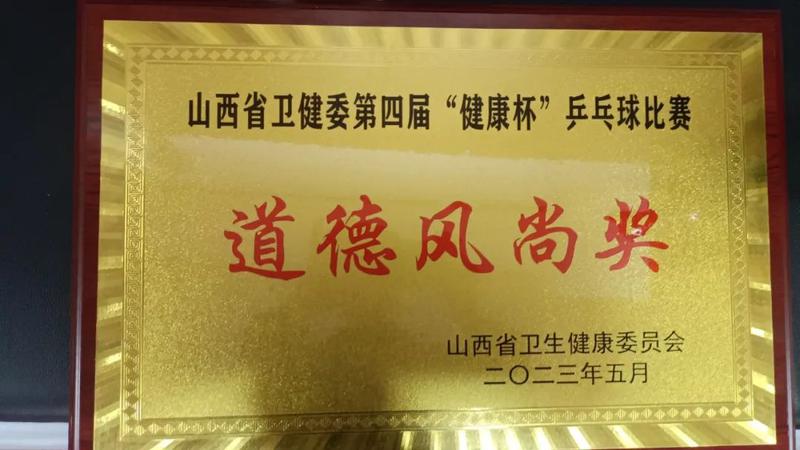 山西省卫健委第四届“健康杯”乒乓球比赛
道德风尚奖
山西省卫生健康委员会
二〇二三年五月